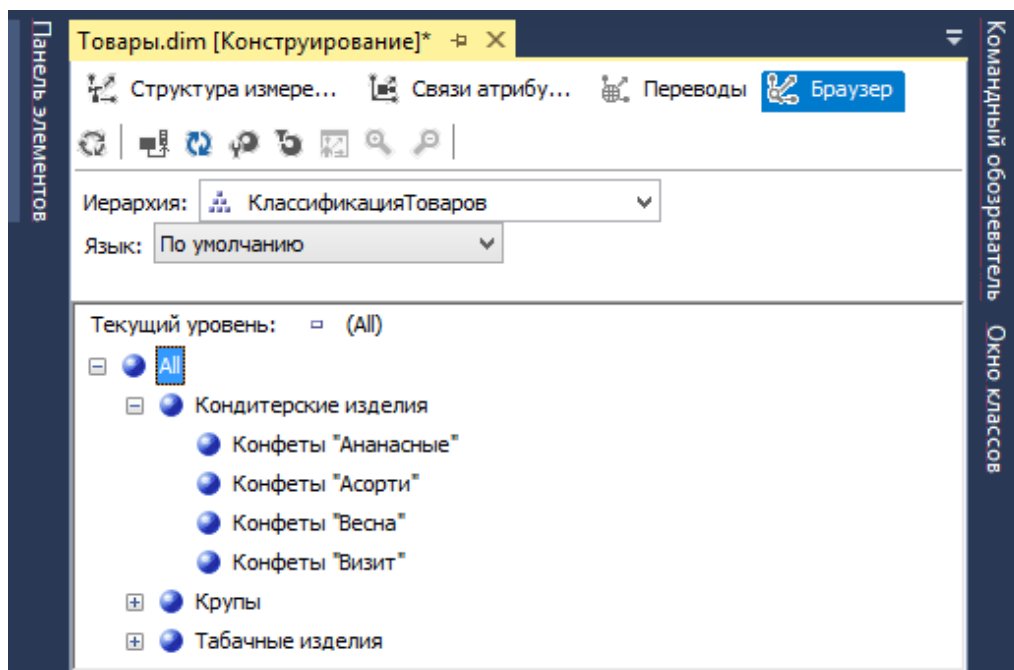 Панель элементов
Товары.dim [Конструирование]*
Структура измере... Связи атрибу... Переводы Браузер
Иерархия: КлассификацияТоваров
Язык: По умолчанию
Текущий уровень: (All)
All
Кондитерские изделия
Конфеты "Ананасные"
Конфеты "Асорти"
Конфеты "Весна"
Конфеты "Визит"
Крупы
Табачные изделия
Командный обозреватель
Окно классов